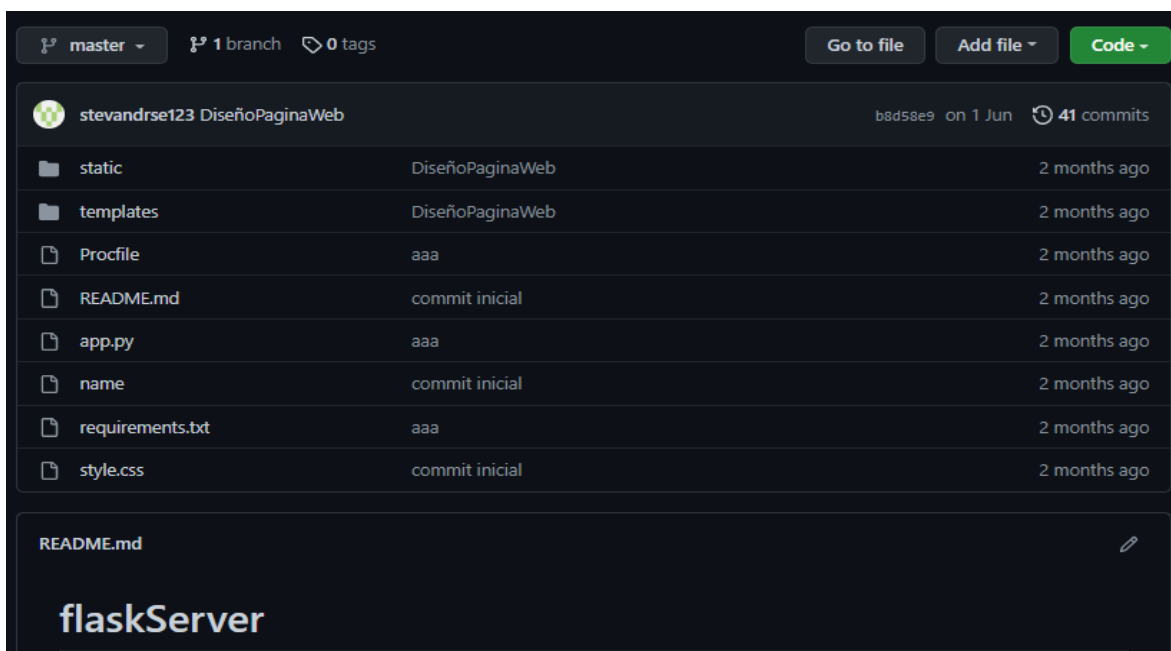 master 1 branch 0 tags Go to file Add file Code
stevandrse123 DiseñoPaginaWeb b8d58e9 on 1 Jun 41 commits
static DiseñoPaginaWeb 2 months ago
templates DiseñoPaginaWeb 2 months ago
Procfile aaa 2 months ago
README.md commit inicial 2 months ago
app.py aaa 2 months ago
name commit inicial 2 months ago
requirements.txt aaa 2 months ago
style.css commit inicial 2 months ago
README.md
flaskServer